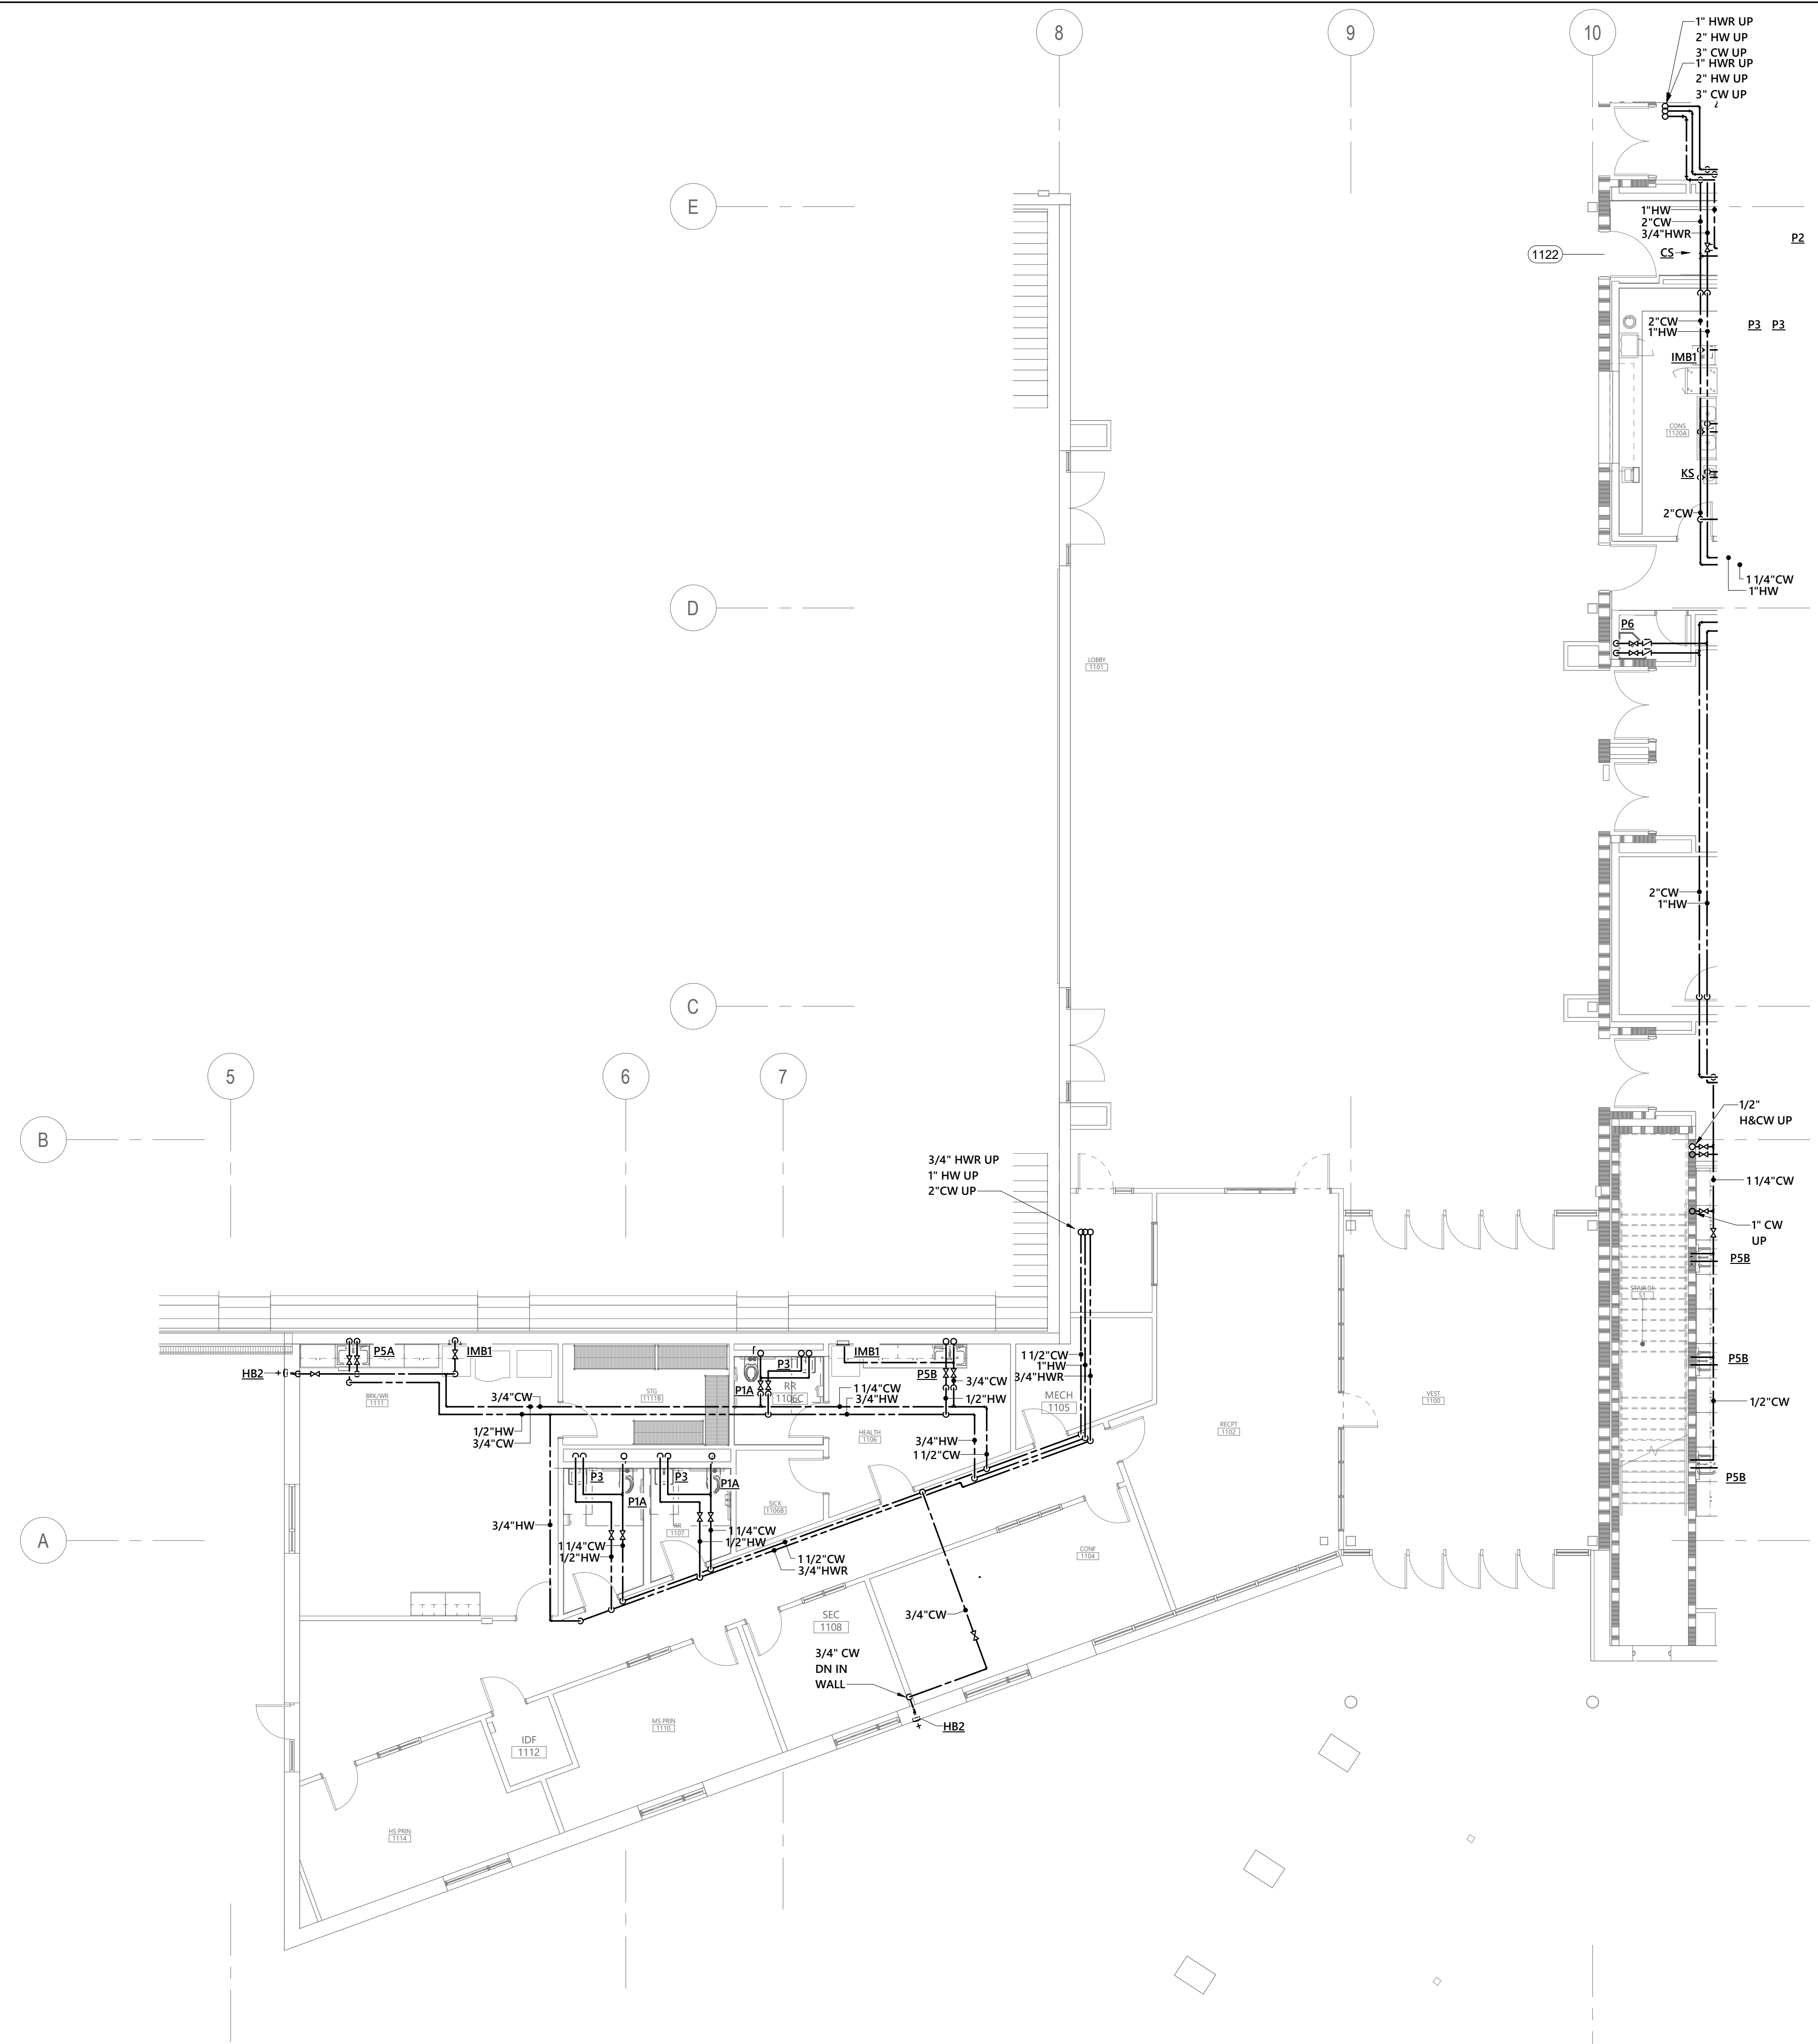 8
9
10
1" HWR UP
2" HW UP
3" CW UP
1" HWR UP
2" HW UP
3" CW UP
E
1"HW
2"CW
3/4"HWR
1122
CS
P2
2"CW
1"HW
P3 P3
IMB1
CONS
1120A
KS
2"CW
1 1/4"CW
1"HW
D
P6
LOBBY
1101
2"CW
1"HW
C
5
6
7
B
1/2"
H&CW UP
3/4" HWR UP
1" HW UP
2"CW UP
1 1/4"CW
1" CW
UP
P5B
STAIR 01
S1
P5A
IMB1
HB2
P3
IMB1
P5B
1 1/2"CW
1"HW
3/4"HWR
P5B
BRK/WR
1111
STG
1111B
P1A
RR
1106C
3/4"CW
1 1/4"CW
3/4"HW
3/4"CW
1/2"HW
MECH
1105
VEST
1100
1/2"CW
1/2"HW
3/4"CW
HEALTH
1106
3/4"HW
1 1/2"CW
RECPT
1102
P3
P3
P1A
P1A
P5B
SICK
1106B
3/4"HW
RR
1107
1 1/4"CW
1/2"HW
1 1/4"CW
1/2"HW
A
1 1/2"CW
3/4"HWR
CONF
1104
SEC
1108
3/4"CW
3/4" CW
DN IN
WALL
HB2
MS PRIN
1110
IDF
1112
HS PRIN
1114